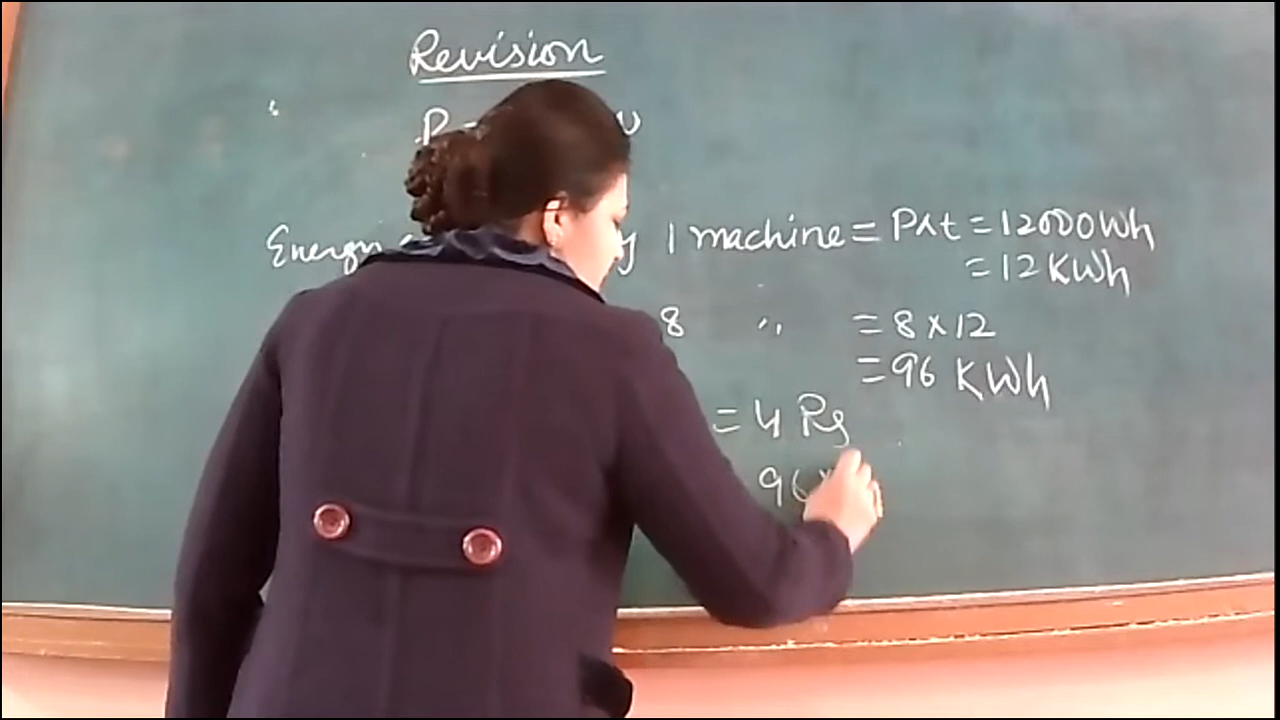 Revision
P
Energy 1 machine = P×t = 12000Wh
= 12 KWh
8 " = 8×12
= 96 KWh
= 4 Rs
96×